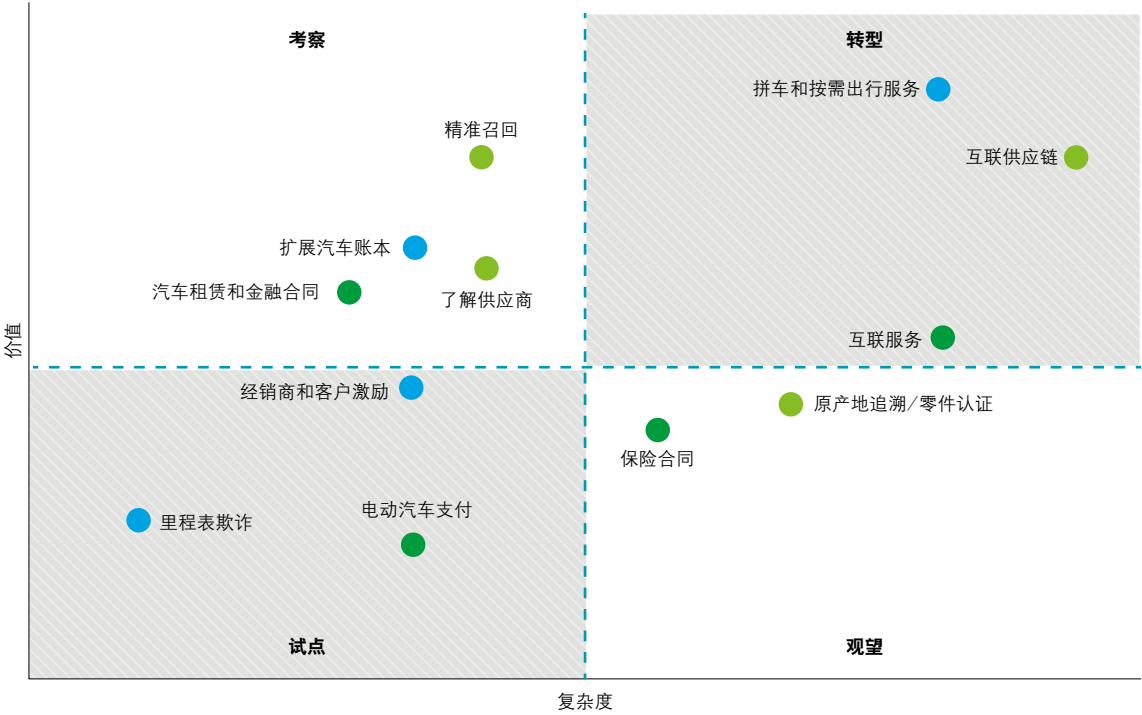 考察
转型
拼车和按需出行服务
精准召回
互联供应链
扩展汽车账本
汽车租赁和金融合同
了解供应商
互联服务
价值
经销商和客户激励
原产地追溯/零件认证
保险合同
电动汽车支付
里程表欺诈
试点
观望
复杂度